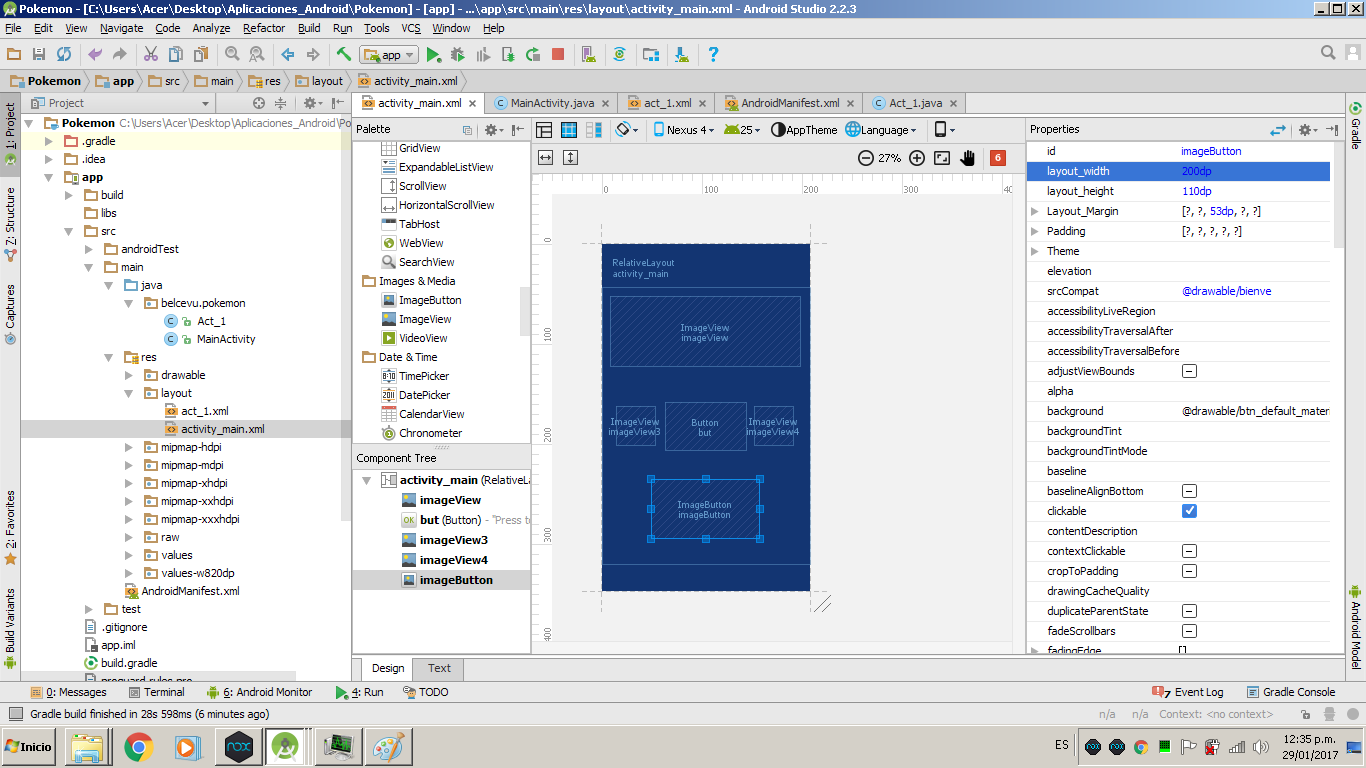 Pokemon - [C:\Users\Acer\Desktop\Aplicaciones_Android\Pokemon] - [app] - ...\app\src\main\res\layout\activity_main.xml - Android Studio 2.2.3
File Edit View Navigate Code Analyze Refactor Build Run Tools VCS Window Help
app
Pokemon app src main res layout activity_main.xml
Project
activity_main.xml MainActivity.java act_1.xml AndroidManifest.xml Act_1.java
1: Project
Z: Structure
Captures
2: Favorites
Build Variants
Pokemon C:\Users\Acer\Desktop\Aplicaciones_Android\Po
.gradle
.idea
app
build
libs
src
androidTest
main
java
belcevu.pokemon
Act_1
MainActivity
res
drawable
layout
act_1.xml
activity_main.xml
mipmap-hdpi
mipmap-mdpi
mipmap-xhdpi
mipmap-xxhdpi
mipmap-xxxhdpi
raw
values
values-w820dp
AndroidManifest.xml
test
.gitignore
app.iml
build.gradle
proguard-rules.pro
Palette
GridView
ExpandableListView
ScrollView
HorizontalScrollView
TabHost
WebView
SearchView
Images & Media
ImageButton
ImageView
VideoView
Date & Time
TimePicker
DatePicker
CalendarView
Chronometer
Component Tree
activity_main (RelativeLa
imageView
but (Button) - "Press t
imageView3
imageView4
imageButton
Nexus 4 25 AppTheme Language
27% 6
0 100 200 300 40
0
100
200
300
400
RelativeLayout
activity_main
ImageView
imageView
ImageView
imageView3
Button
but
ImageView
imageView4
ImageButton
imageButton
Design Text
Properties
id imageButton
layout_width 200dp
layout_height 110dp
Layout_Margin [?, ?, 53dp, ?, ?]
Padding [?, ?, ?, ?, ?]
Theme
elevation
srcCompat @drawable/bienve
accessibilityLiveRegion
accessibilityTraversalAfter
accessibilityTraversalBefore
adjustViewBounds
alpha
background @drawable/btn_default_mater
backgroundTint
backgroundTintMode
baseline
baselineAlignBottom
clickable
contentDescription
contextClickable
cropToPadding
drawingCacheQuality
duplicateParentState
fadeScrollbars
fadingEdge []
Gradle
Android Model
0: Messages Terminal 6: Android Monitor 4: Run TODO 7 Event Log Gradle Console
Gradle build finished in 28s 598ms (6 minutes ago) n/a n/a Context: <no context>
Inicio nox ES 12:35 p.m.
29/01/2017